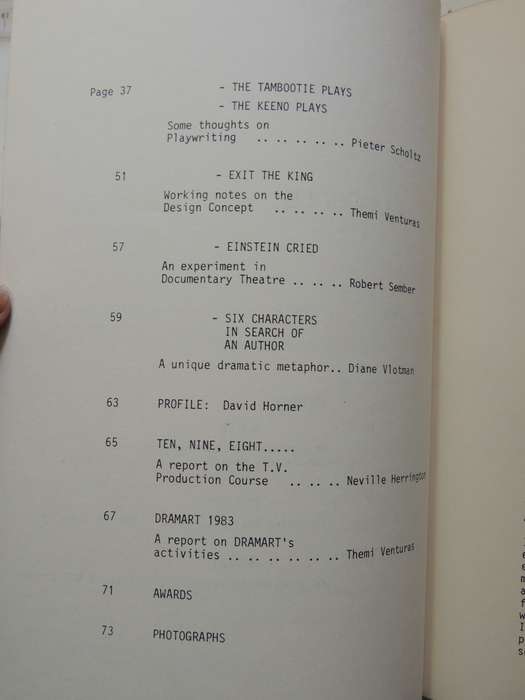 Page 37 - THE TAMBOOTIE PLAYS
- THE KEENO PLAYS
Some thoughts on
Playwriting .. .. .. .. .. Pieter Scholtz
51 - EXIT THE KING
Working notes on the
Design Concept .. .. .. .. Themi Venturas
57 - EINSTEIN CRIED
An experiment in
Documentary Theatre .. .. .. Robert Sember
59 - SIX CHARACTERS
IN SEARCH OF
AN AUTHOR
A unique dramatic metaphor.. Diane Vlotman
63 PROFILE: David Horner
65 TEN, NINE, EIGHT.....
A report on the T.V.
Production Course .. .. .. Neville Herrington
67 DRAMART 1983
A report on DRAMART's
activities .. .. .. .. .. .. Themi Venturas
71 AWARDS
73 PHOTOGRAPHS